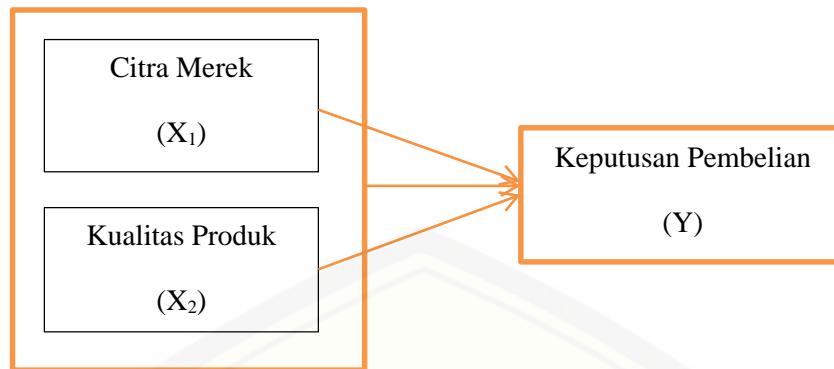 Citra Merek
(X₁)
Keputusan Pembelian
(Y)
Kualitas Produk
(X₂)